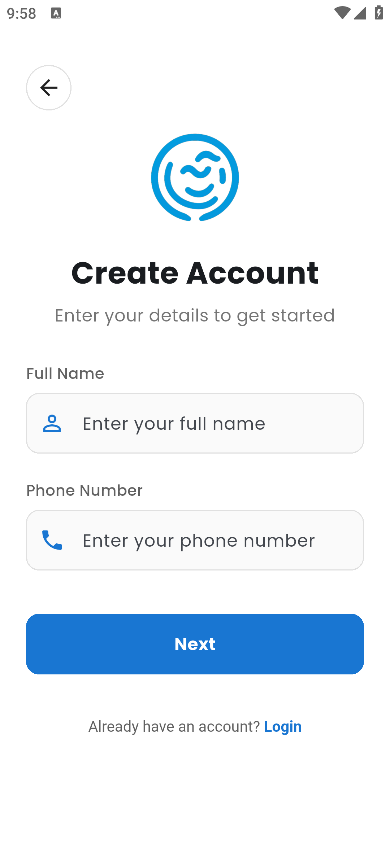 9:58
Create Account
Enter your details to get started
Full Name
Enter your full name
Phone Number
Enter your phone number
Next
Already have an account? Login